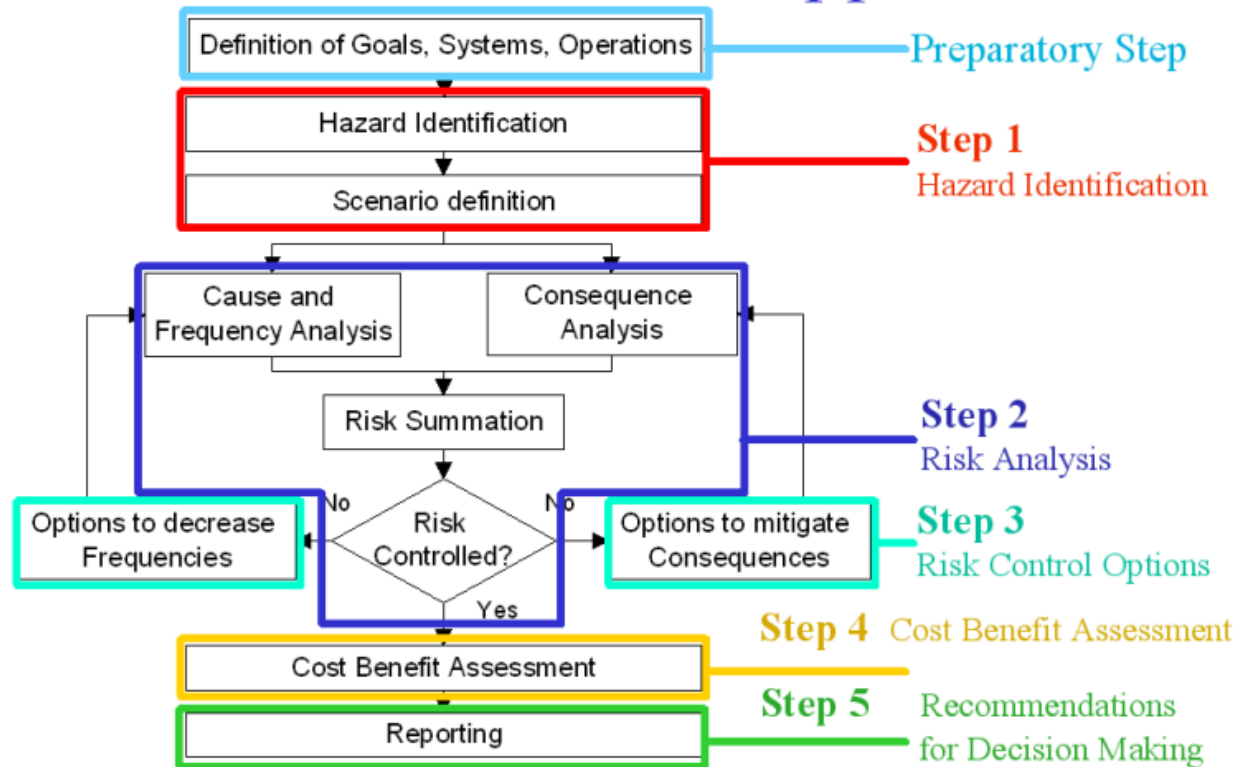 Definition of Goals, Systems, Operations
Preparatory Step
Hazard Identification
Scenario definition
Step 1
Hazard Identification
Cause and
Frequency Analysis
Consequence
Analysis
Risk Summation
Step 2
Risk Analysis
No
No
Options to decrease
Frequencies
Risk
Controlled?
Options to mitigate
Consequences
Step 3
Risk Control Options
Yes
Step 4 Cost Benefit Assessment
Cost Benefit Assessment
Step 5 Recommendations
for Decision Making
Reporting